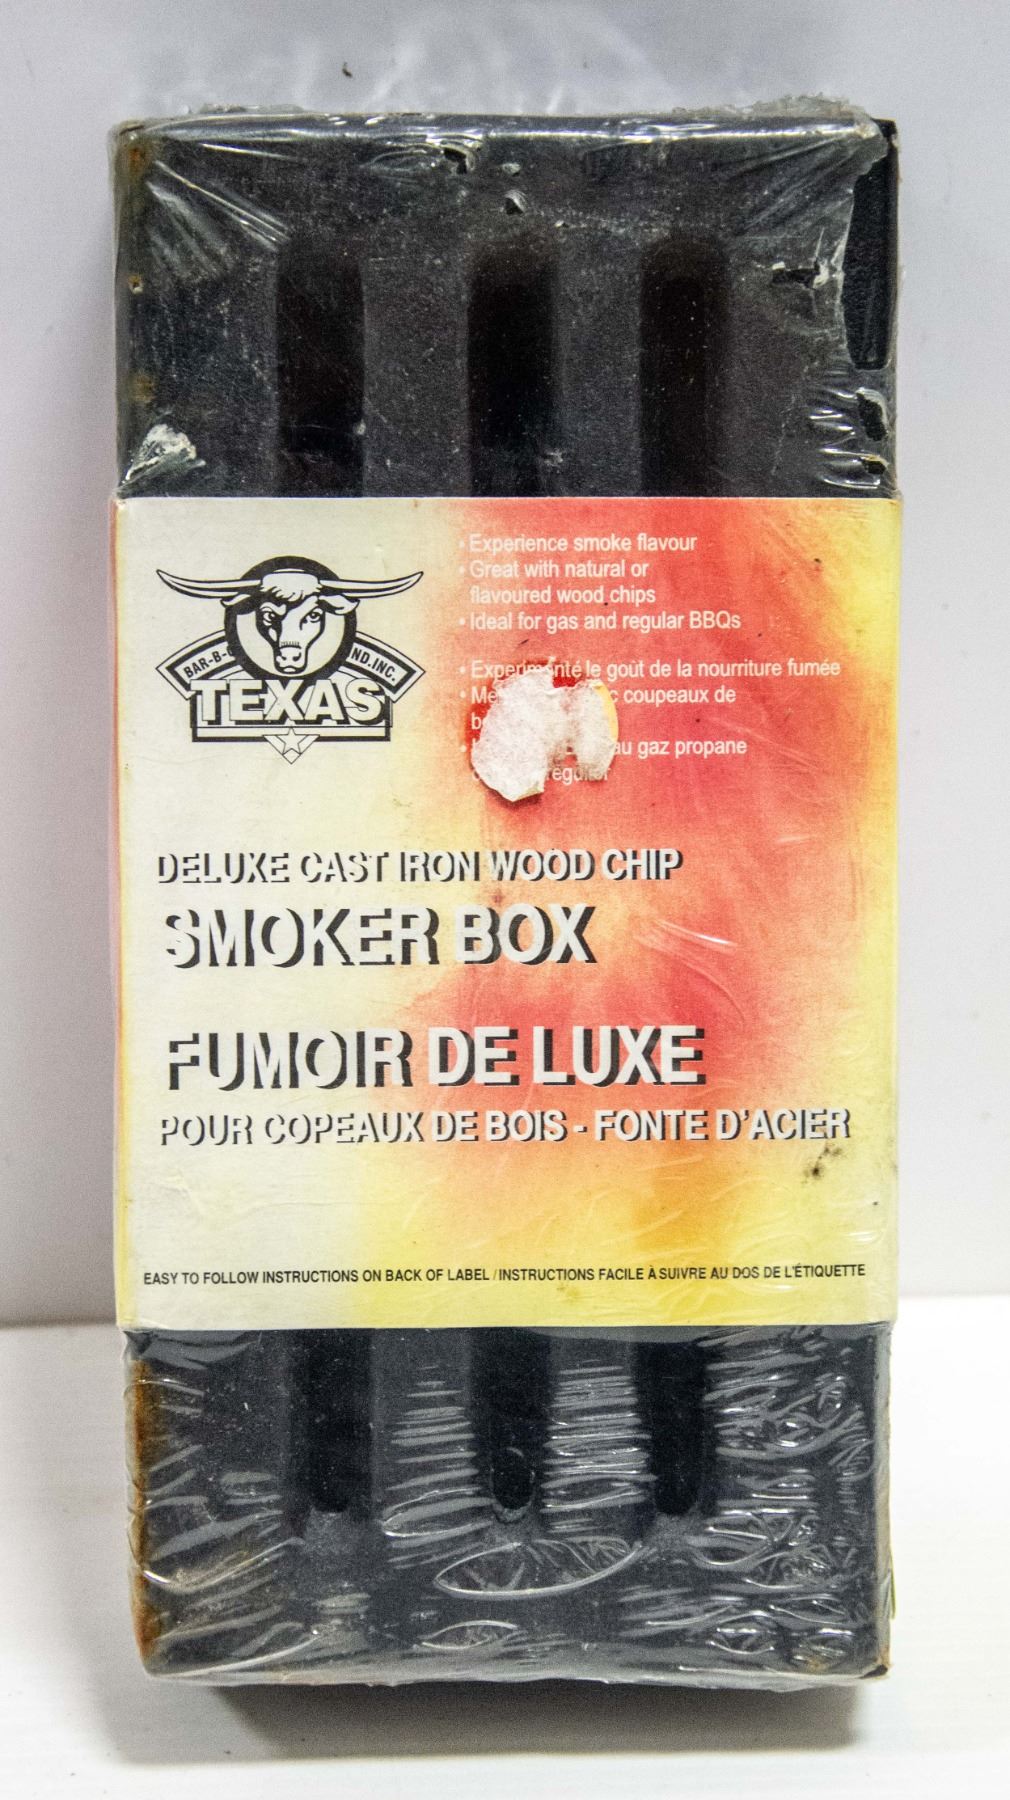 BAR-B-Q
IND.INC.
TEXAS
• Experience smoke flavour
• Great with natural or
flavoured wood chips
• Ideal for gas and regular BBQs
• Experimenté le goût de la nourriture fumée
• coupeaux de
• au gaz propane
DELUXE CAST IRON WOOD CHIP
SMOKER BOX
FUMOIR DE LUXE
POUR COPEAUX DE BOIS - FONTE D'ACIER
EASY TO FOLLOW INSTRUCTIONS ON BACK OF LABEL / INSTRUCTIONS FACILE À SUIVRE AU DOS DE L'ÉTIQUETTE